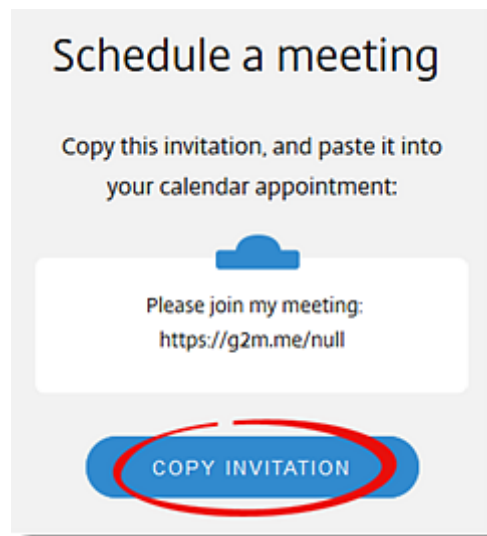 Schedule a meeting
Copy this invitation, and paste it into
your calendar appointment:
Please join my meeting:
https://g2m.me/null
COPY INVITATION